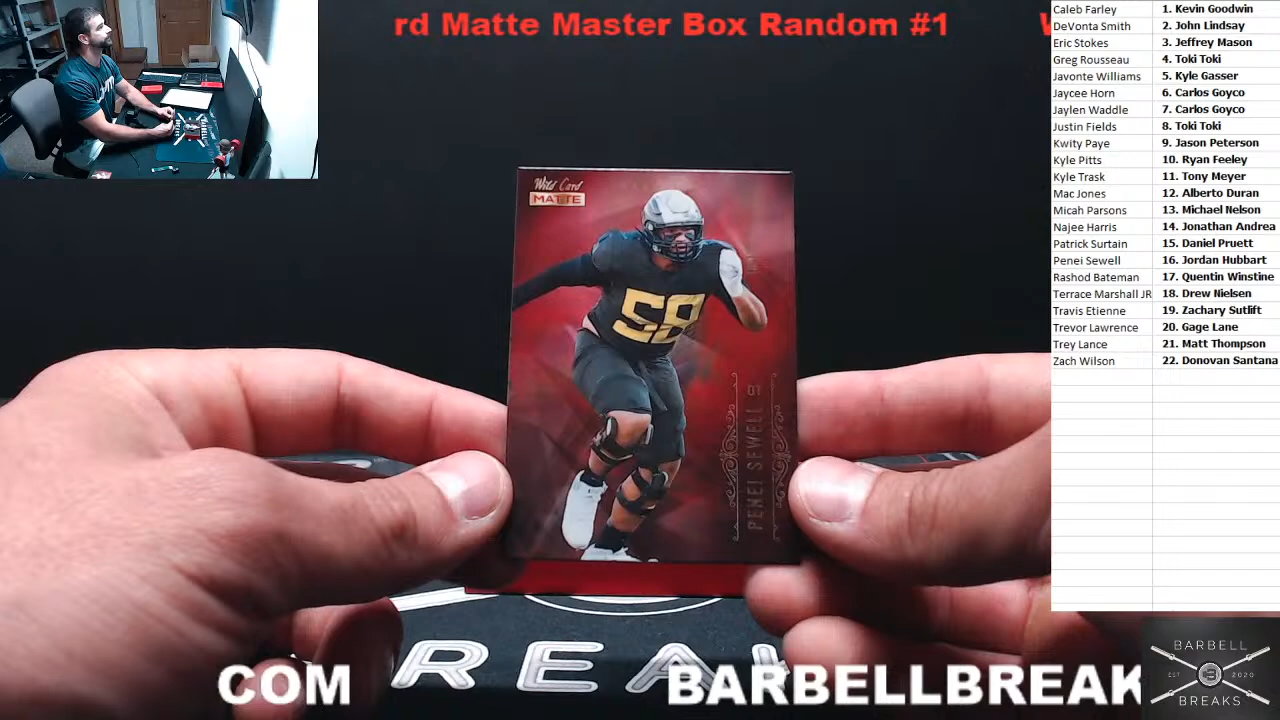 rd Matte Master Box Random #1
W
Caleb Farley 1. Kevin Goodwin
DeVonta Smith 2. John Lindsay
Eric Stokes 3. Jeffrey Mason
Greg Rousseau 4. Toki Toki
Javonte Williams 5. Kyle Gasser
Jaycee Horn 6. Carlos Goyco
Jaylen Waddle 7. Carlos Goyco
Justin Fields 8. Toki Toki
Kwity Paye 9. Jason Peterson
Kyle Pitts 10. Ryan Feeley
Kyle Trask 11. Tony Meyer
Mac Jones 12. Alberto Duran
Micah Parsons 13. Michael Nelson
Najee Harris 14. Jonathan Andrea
Patrick Surtain 15. Daniel Pruett
Penei Sewell 16. Jordan Hubbart
Rashod Bateman 17. Quentin Winstine
Terrace Marshall JR 18. Drew Nielsen
Travis Etienne 19. Zachary Sutlift
Trevor Lawrence 20. Gage Lane
Trey Lance 21. Matt Thompson
Zach Wilson 22. Donovan Santana
Wild Card
MATTE
58
PENEI SEWELL OT
REA
COM
BARBELLBREAK
BARBELL
EST 2020
BREAKS